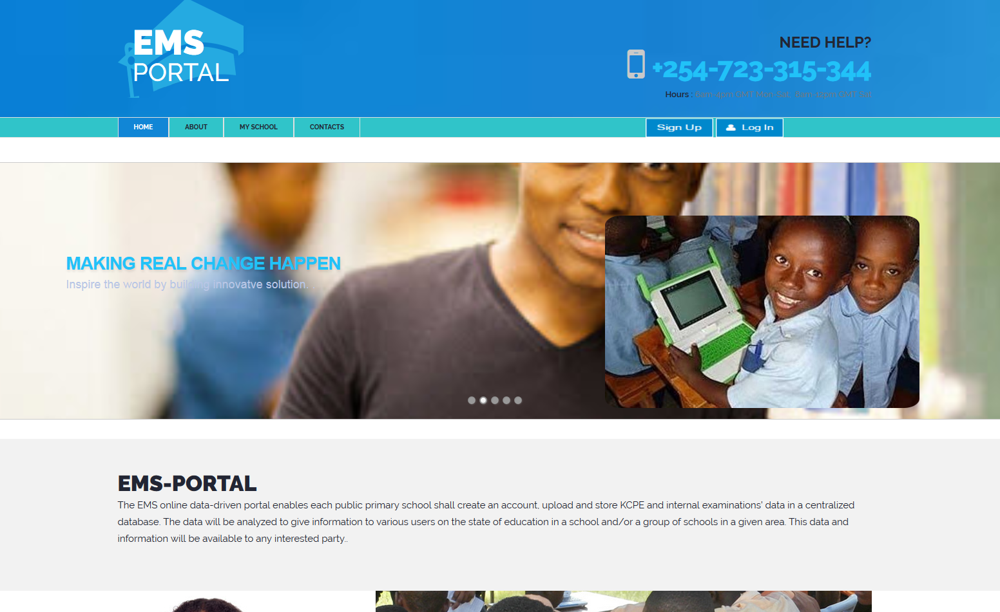 EMS
PORTAL
NEED HELP?
+254-723-315-344
Hours : 6am-4pm GMT Mon-Sat; 8am-12pm GMT Sat
HOME
ABOUT
MY SCHOOL
CONTACTS
Sign Up
Log In
MAKING REAL CHANGE HAPPEN
Inspire the world by building innovatve solution.
EMS-PORTAL
The EMS online data-driven portal enables each public primary school shall create an account, upload and store KCPE and internal examinations’ data in a centralized
database. The data will be analyzed to give information to various users on the state of education in a school and/or a group of schools in a given area. This data and
information will be available to any interested party..